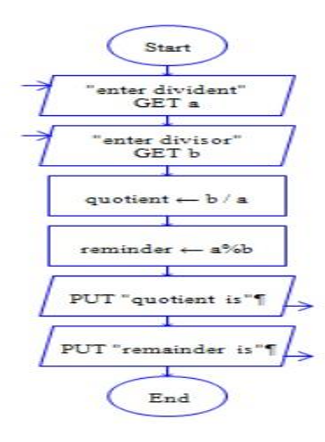 Start
"enter divident"
GET a
"enter divisor"
GET b
quotient ← b / a
reminder ← a%b
PUT "quotient is"¶
PUT "remainder is"¶
End